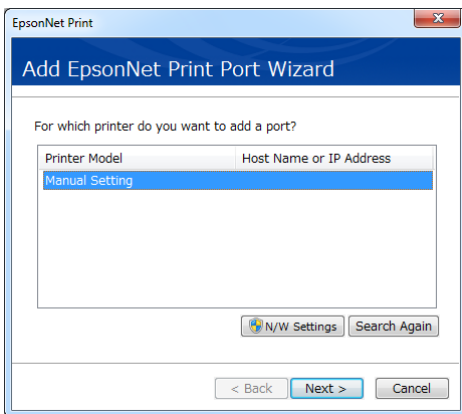 EpsonNet Print
Add EpsonNet Print Port Wizard
For which printer do you want to add a port?
Printer Model Host Name or IP Address
Manual Setting
N/W Settings Search Again
< Back Next > Cancel